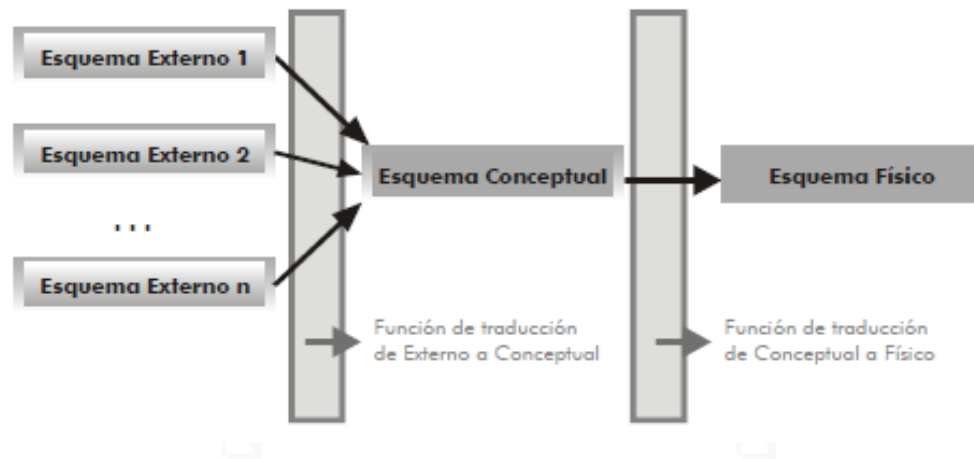 Esquema Externo 1
Esquema Externo 2
...
Esquema Externo n
Esquema Conceptual
Esquema Físico
Función de traducción
de Externo a Conceptual
Función de traducción
de Conceptual a Físico